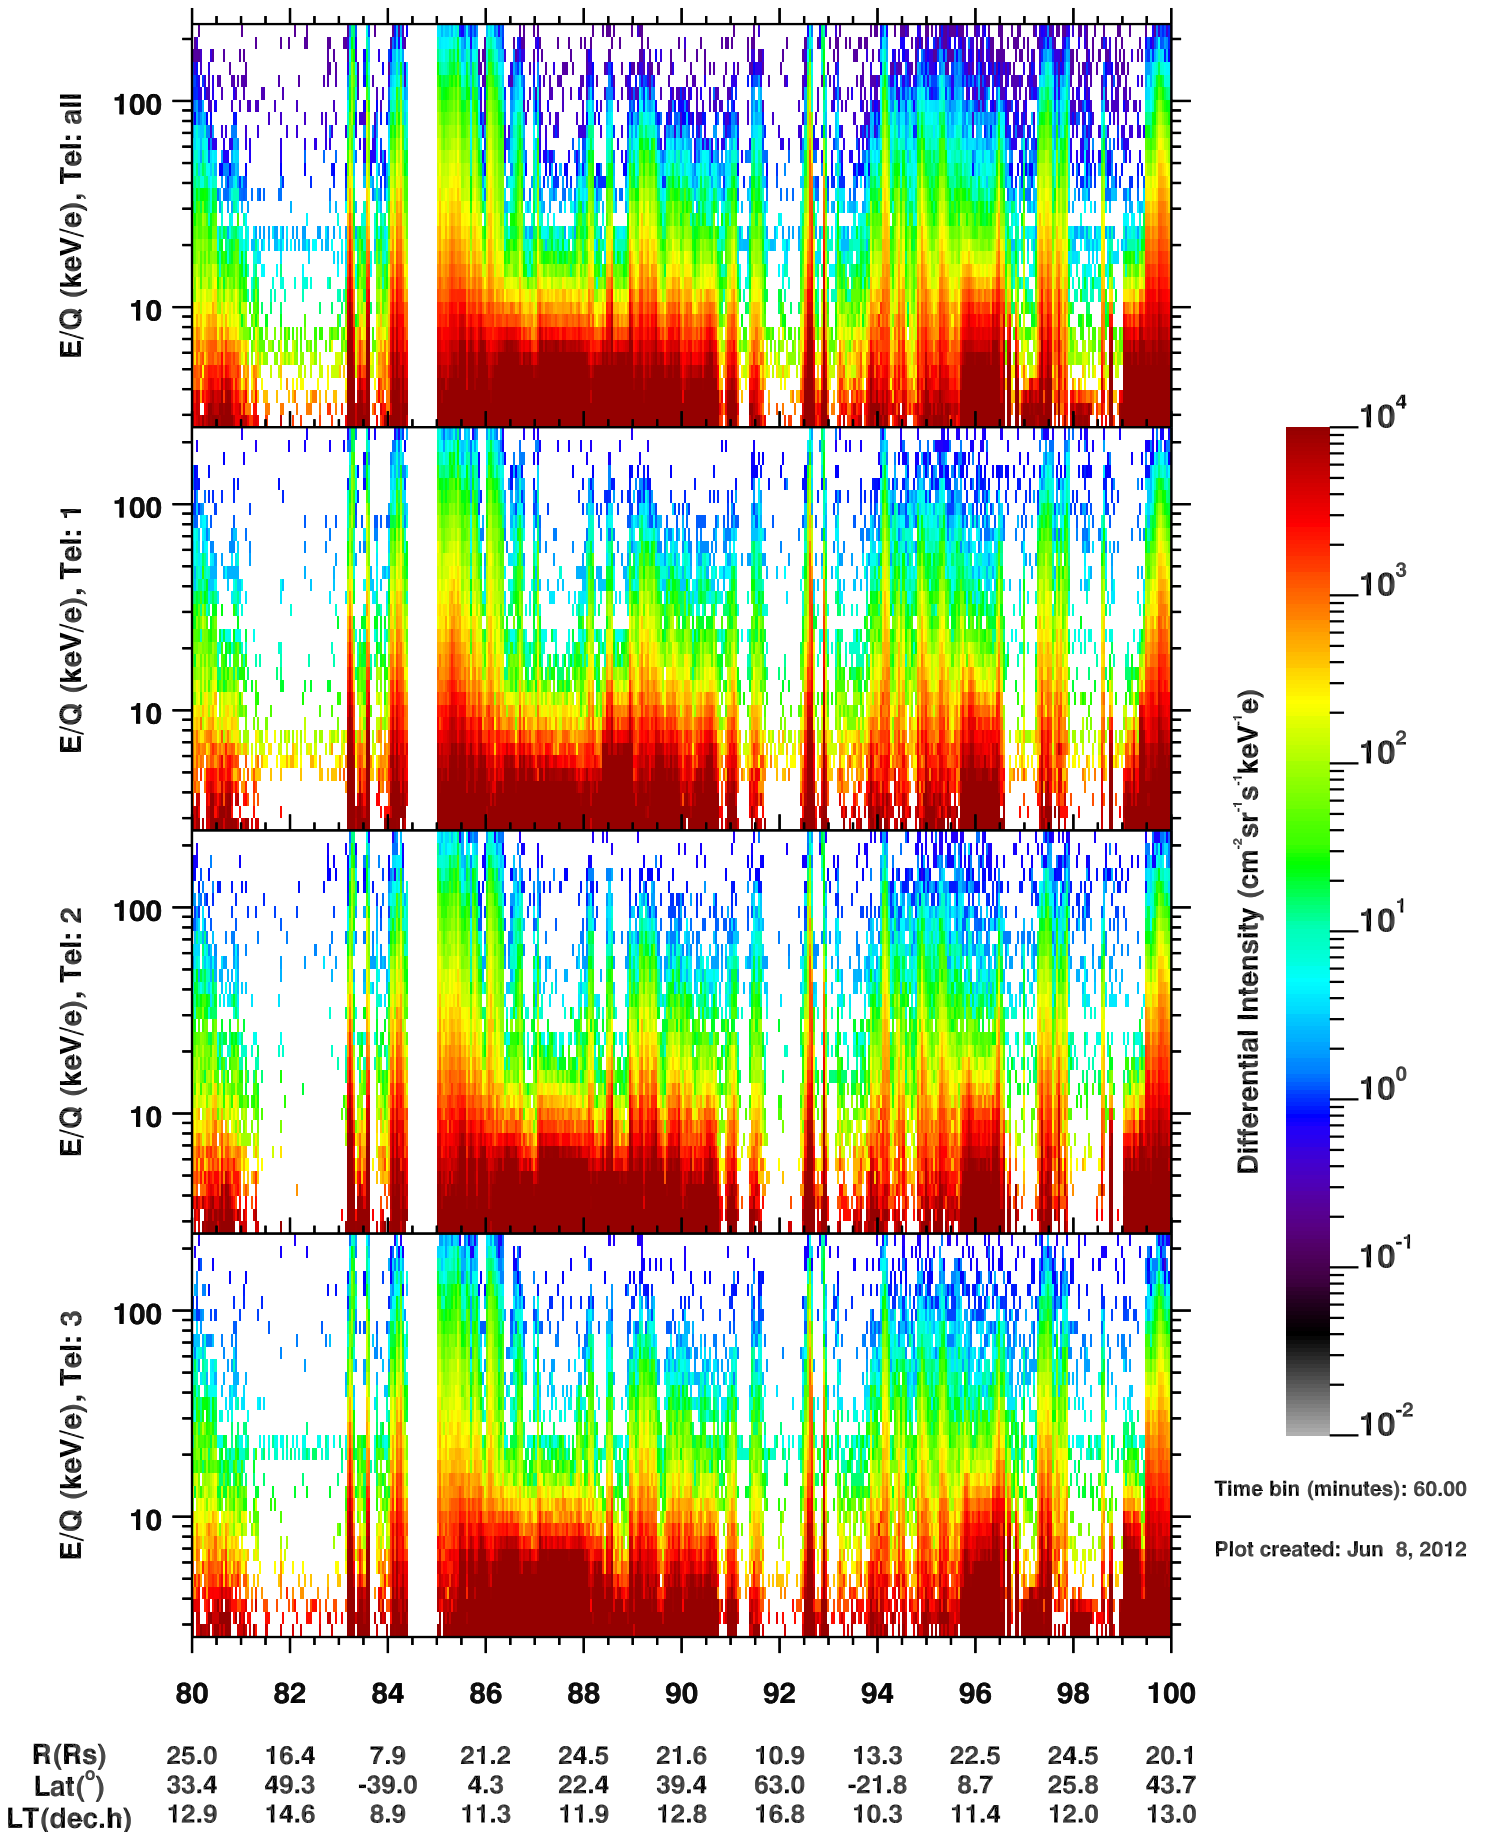 E/Q (keV/e), Tel: all
100
10
E/Q (keV/e), Tel: 1
100
10
E/Q (keV/e), Tel: 2
100
10
E/Q (keV/e), Tel: 3
100
10
10^4
10^3
10^2
10^1
10^0
10^-1
10^-2
Differential Intensity (cm^-2sr^-1s^-1keV^-1e)
Time bin (minutes): 60.00
Plot created: Jun 8, 2012
80 82 84 86 88 90 92 94 96 98 100
R(Rs) 25.0 16.4 7.9 21.2 24.5 21.6 10.9 13.3 22.5 24.5 20.1
Lat(°) 33.4 49.3 -39.0 4.3 22.4 39.4 63.0 -21.8 8.7 25.8 43.7
LT(dec.h) 12.9 14.6 8.9 11.3 11.9 12.8 16.8 10.3 11.4 12.0 13.0